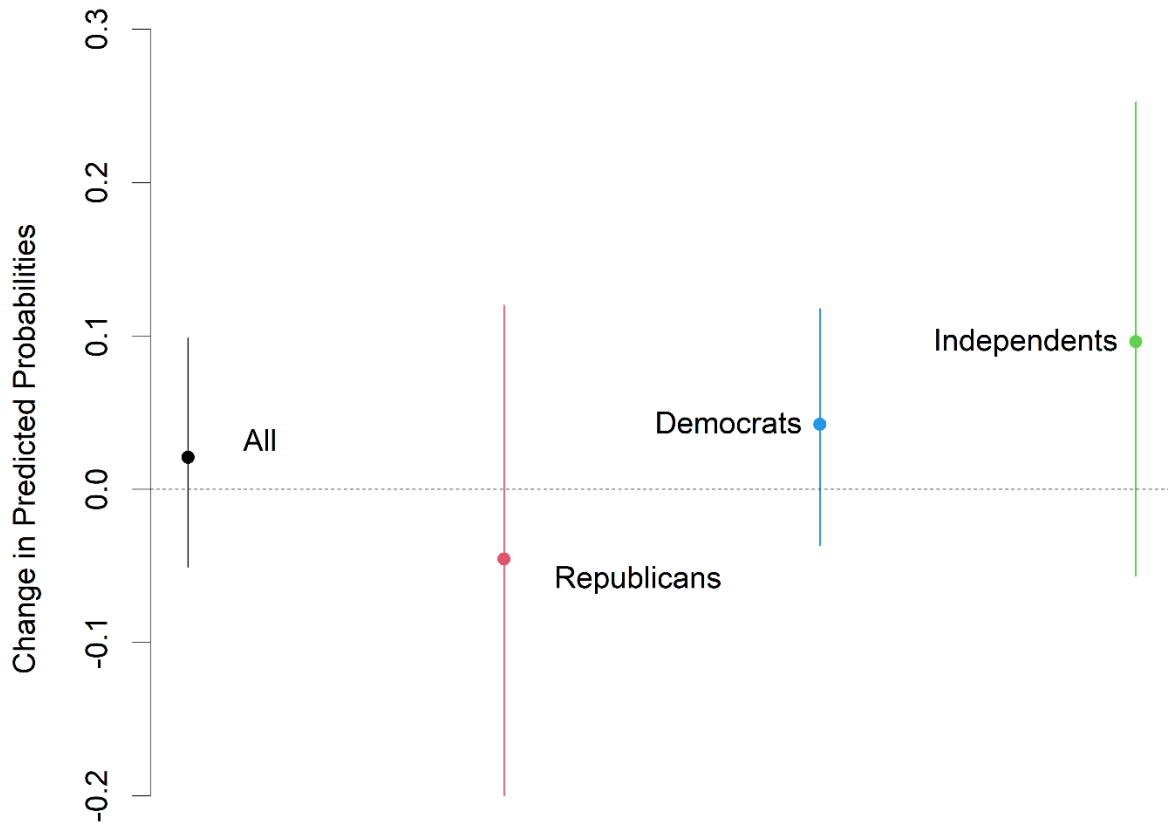 0.3
0.2
0.1
0.0
-0.1
-0.2
Change in Predicted Probabilities
All
Republicans
Democrats
Independents